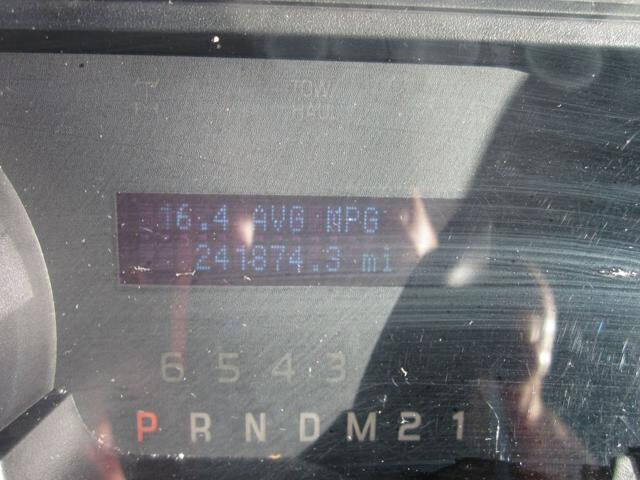 TOW/
HAUL
16.4 AVG MPG
241874.3 mi
6 5 4 3
P R N D M 2 1